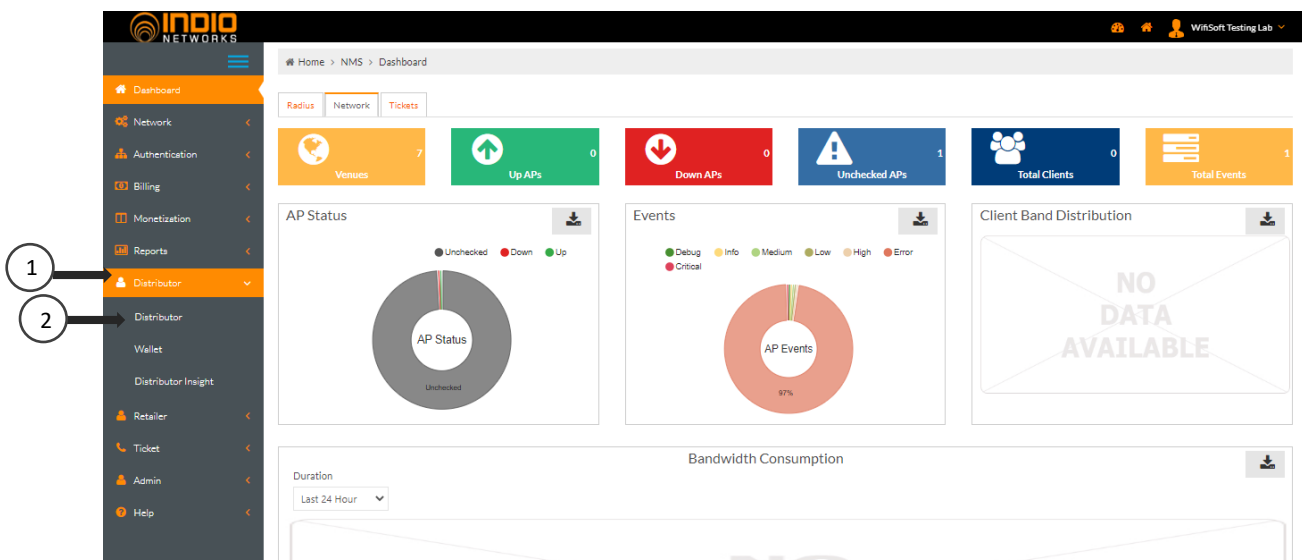 INDIO
NETWORKS
WifiSoft Testing Lab
Home > NMS > Dashboard
Dashboard
Network
Authentication
Billing
Monetization
Reports
1
Distributor
2
Distributor
Wallet
Distributor Insight
Retailer
Ticket
Admin
Help
Radius Network Tickets
7
Venues
0
Up APs
0
Down APs
1
Unchecked APs
0
Total Clients
1
Total Events
AP Status
Unchecked Down Up
AP Status
Unchecked
Events
Debug Info Medium Low High Error
Critical
AP Events
97%
Client Band Distribution
NO
DATA
AVAILABLE
Bandwidth Consumption
Duration
Last 24 Hour